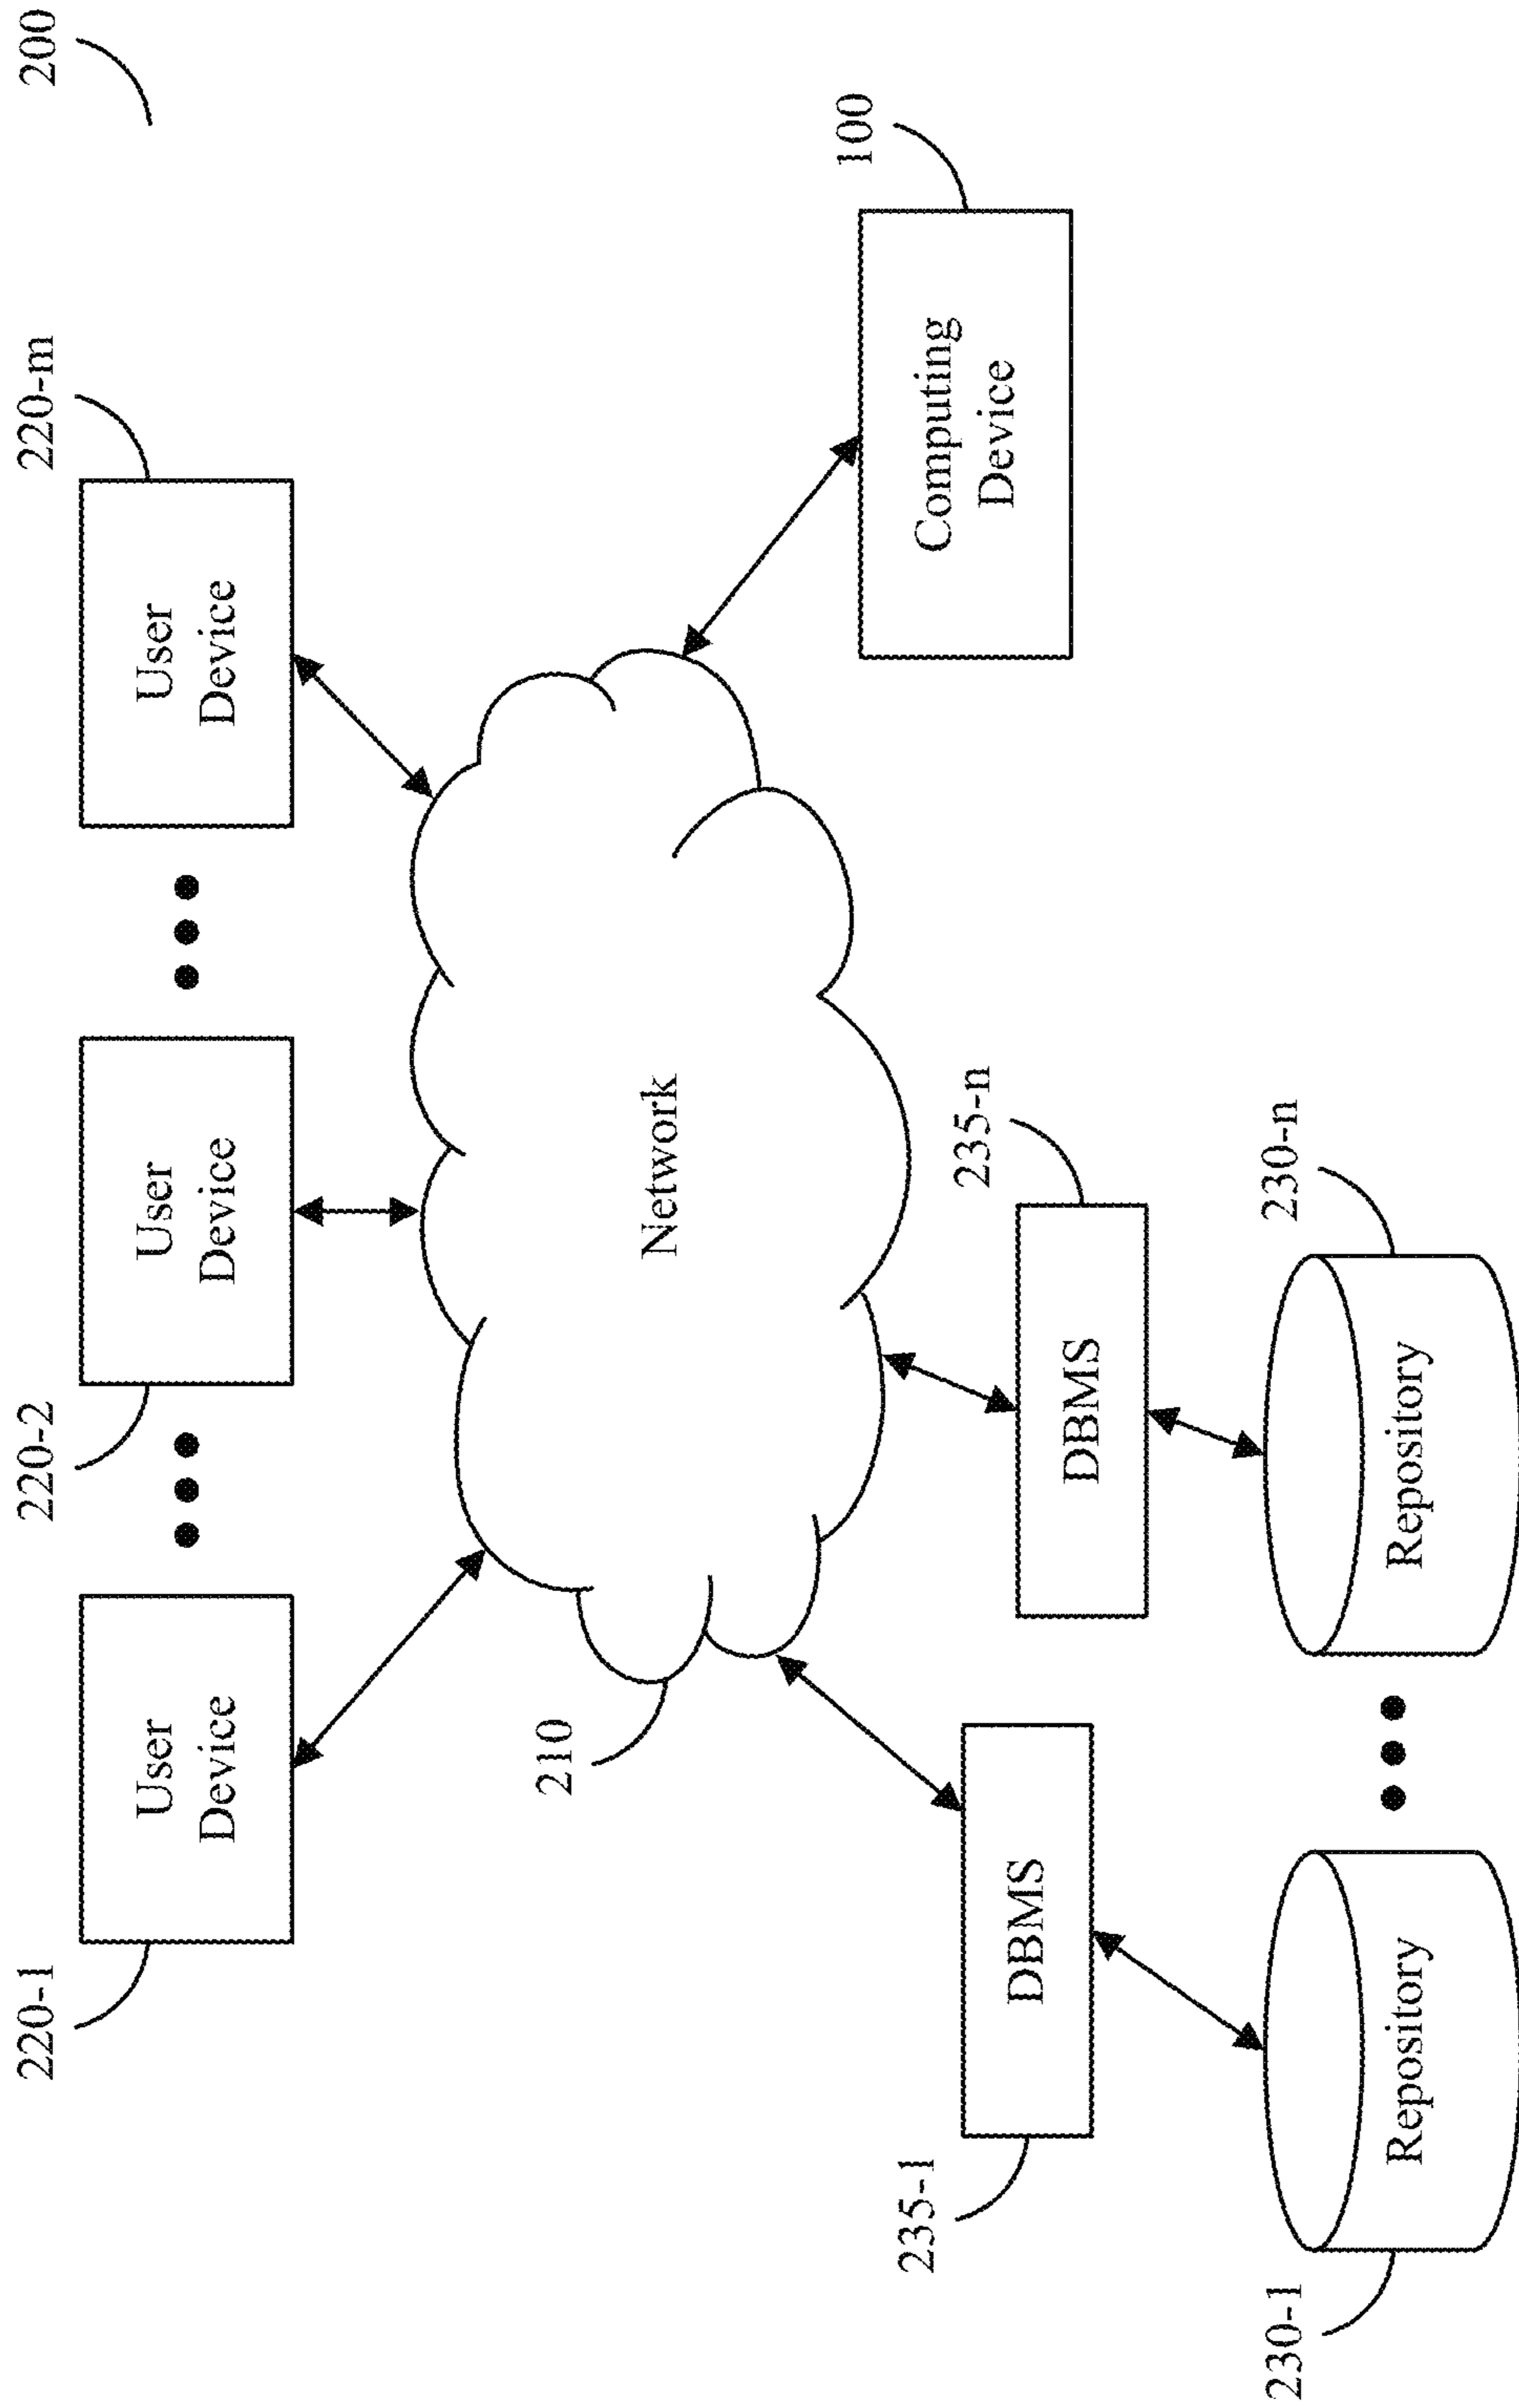 200
220-1
220-2
220-m
User
Device
User
Device
User
Device
210
Network
100
Computing
Device
235-1
DBMS
235-n
DBMS
230-1
Repository
230-n
Repository